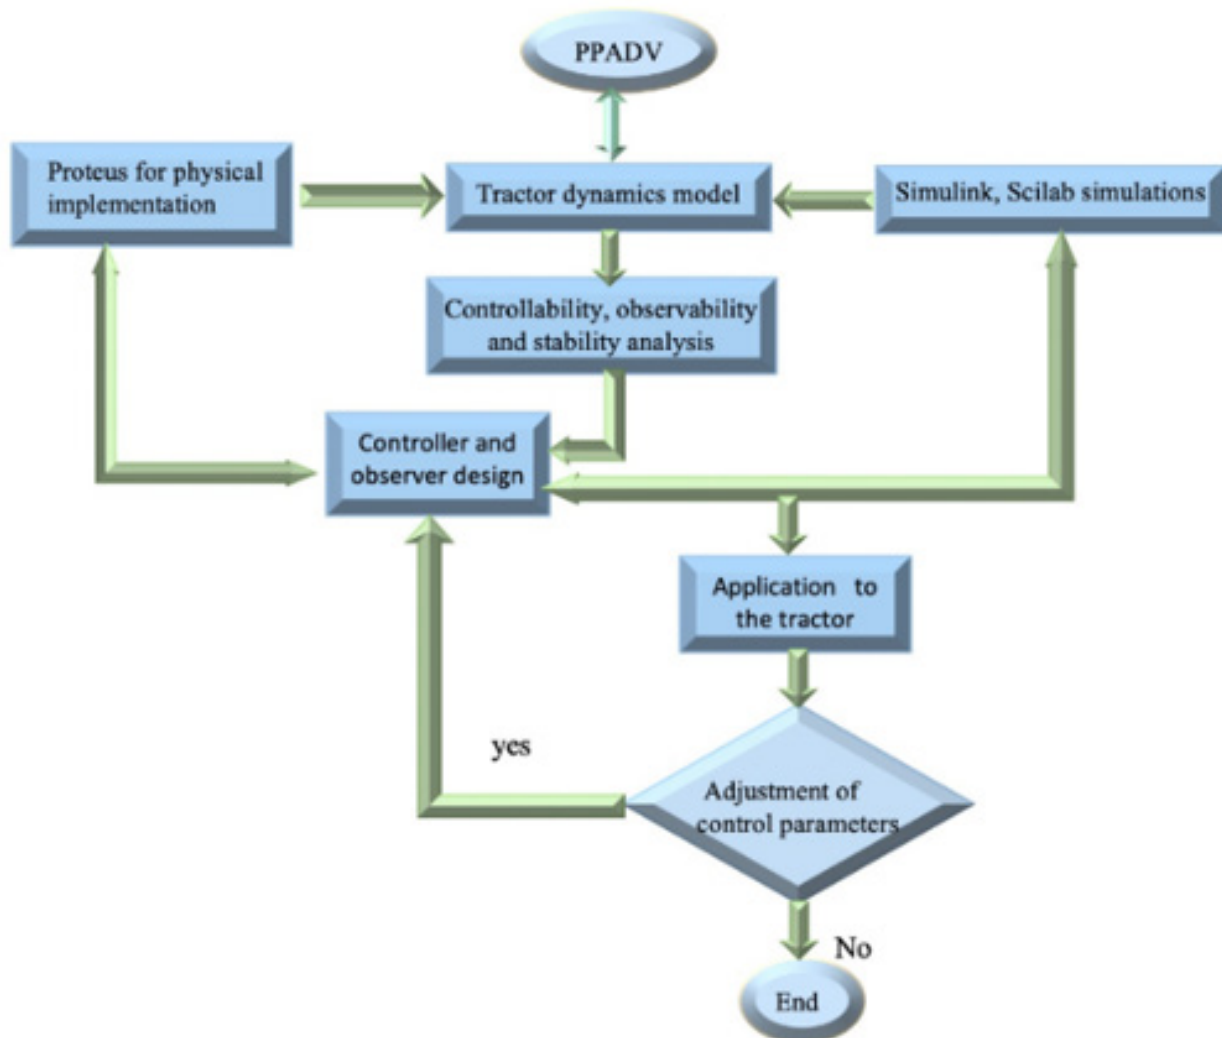 PPADV
Proteus for physical
implementation
Tractor dynamics model
Simulink, Scilab simulations
Controllability, observability
and stability analysis
Controller and
observer design
Application to
the tractor
yes
Adjustment of
control parameters
No
End